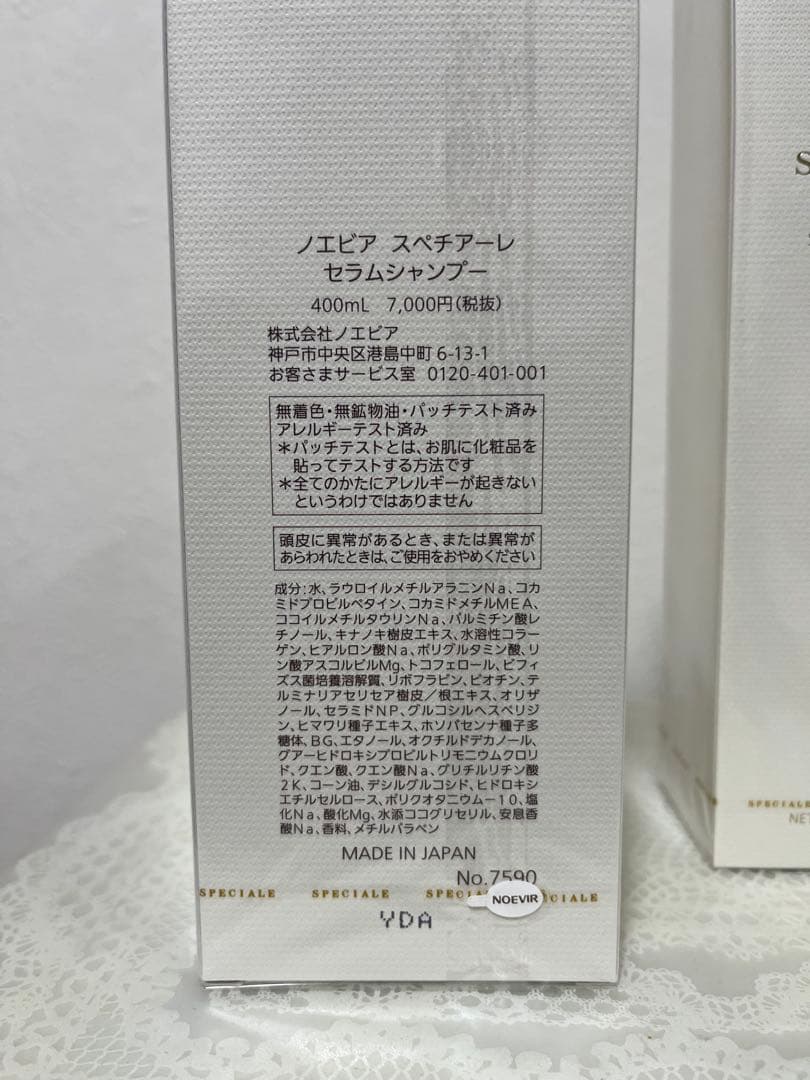 ノエビア スペチアーレ
セラムシャンプー
400mL 7,000円(税抜)
株式会社ノエビア
神戸市中央区港島中町6-13-1
お客さまサービス室 0120-401-001
無着色・無鉱物油・パッチテスト済み
アレルギーテスト済み
＊パッチテストとは、お肌に化粧品を
貼ってテストする方法です
＊全てのかたにアレルギーが起きない
というわけではありません
頭皮に異常があるとき、または異常が
あらわれたときは、ご使用をおやめください
成分：水、ラウロイルメチルアラニンNa、コカ
ミドプロピルベタイン、コカミドメチルMEA、
ココイルメチルタウリンNa、パルミチン酸レ
チノール、キナノキ樹皮エキス、水溶性コラー
ゲン、ヒアルロン酸Na、ポリグルタミン酸、リ
ン酸アスコルビルMg、トコフェロール、ビフィ
ズス菌培養溶解質、リボフラビン、ビオチン、テ
ルミナリアセリセア樹皮／根エキス、オリザ
ノール、セラミドNP、グルコシルヘスペリジ
ン、ヒマワリ種子エキス、ホソバセンナ種子多
糖体、BG、エタノール、オクチルドデカノール、
グアーヒドロキシプロピルトリモニウムクロリ
ド、クエン酸、クエン酸Na、グリチルリチン酸
2K、コーン油、デシルグルコシド、ヒドロキシ
エチルセルロース、ポリクオタニウム－10、塩
化Na、酸化Mg、水添ココグリセリル、安息香
酸Na、香料、メチルパラベン
MADE IN JAPAN
No.7590
SPECIALE SPECIALE SPECIA CIALE
NOEVIR
YDA
S
SPECIALE
NE